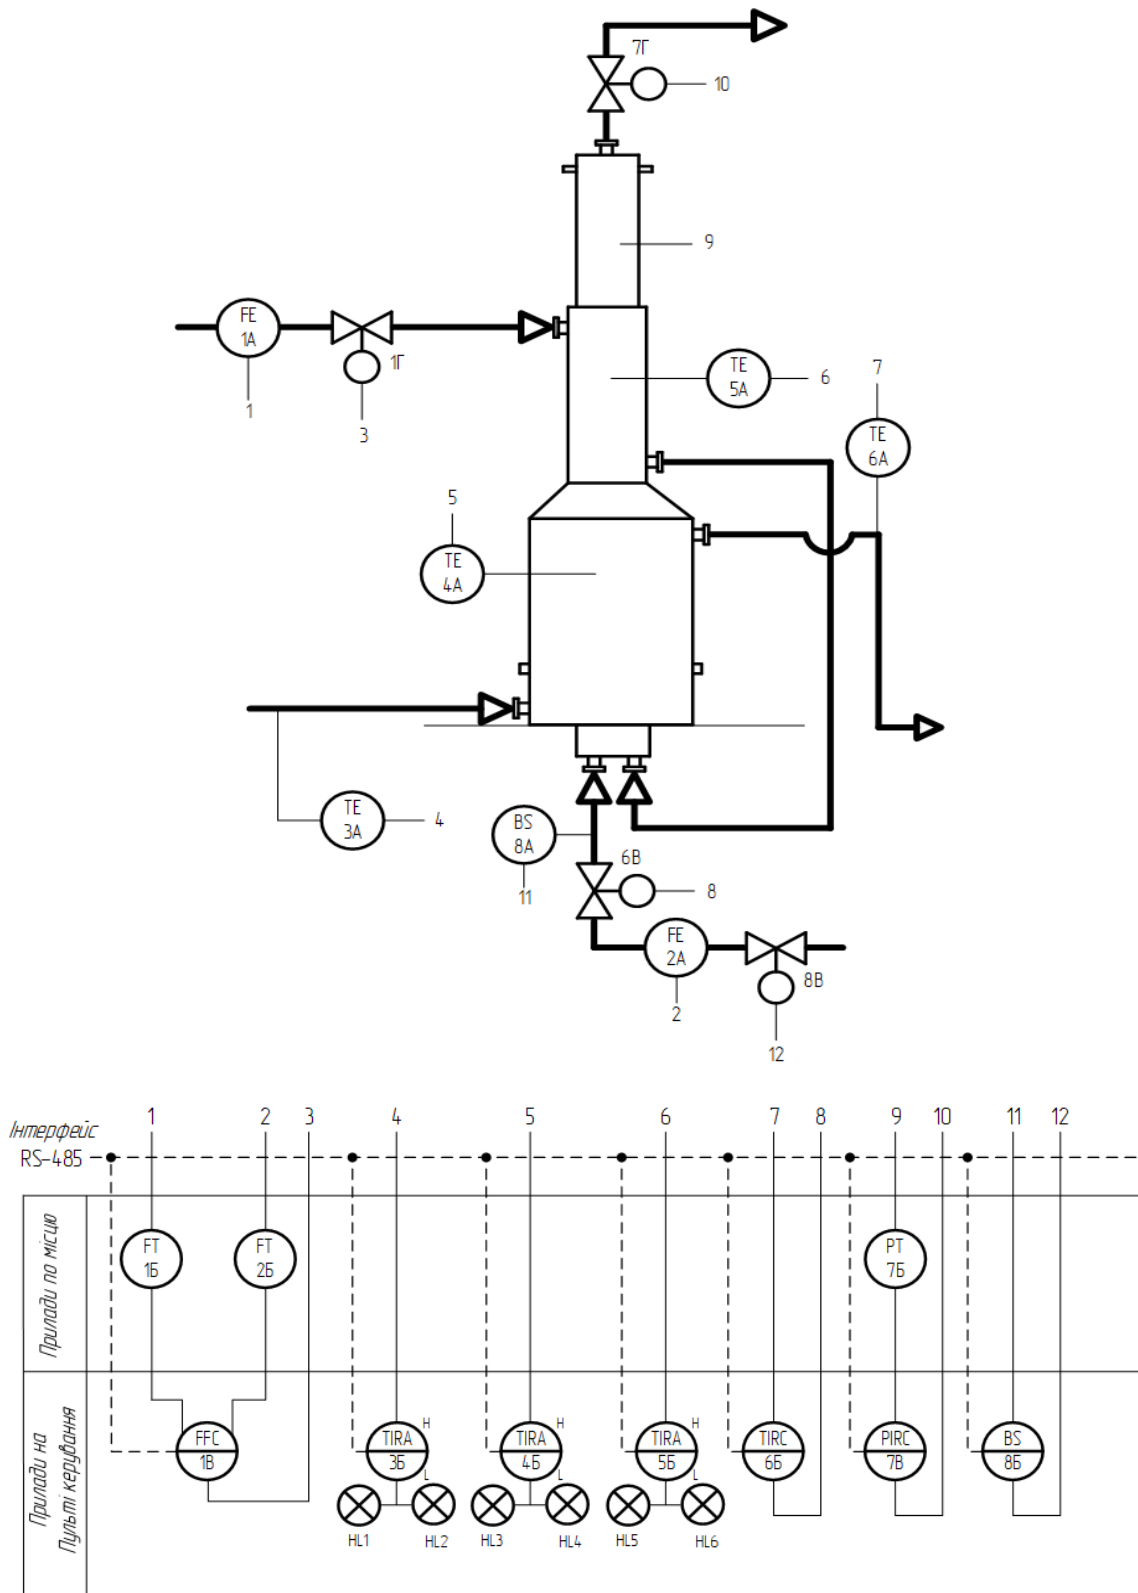 7Г
10
9
FE
1А
1Г
1
3
TE
5А
6
7
TE
6А
5
TE
4А
TE
3А
4
BS
8А
11
6В
8
FE
2А
2
8В
12
Інтерфейс
RS-485
1
2
3
4
5
6
7
8
9
10
11
12
Прилади по місцю
FT
1Б
FT
2Б
PT
7Б
Прилади на
Пульті керування
FFC
1В
TIRA
3Б
H
L
TIRA
4Б
H
L
TIRA
5Б
H
L
TIRC
6Б
PIRC
7В
BS
8Б
HL1
HL2
HL3
HL4
HL5
HL6